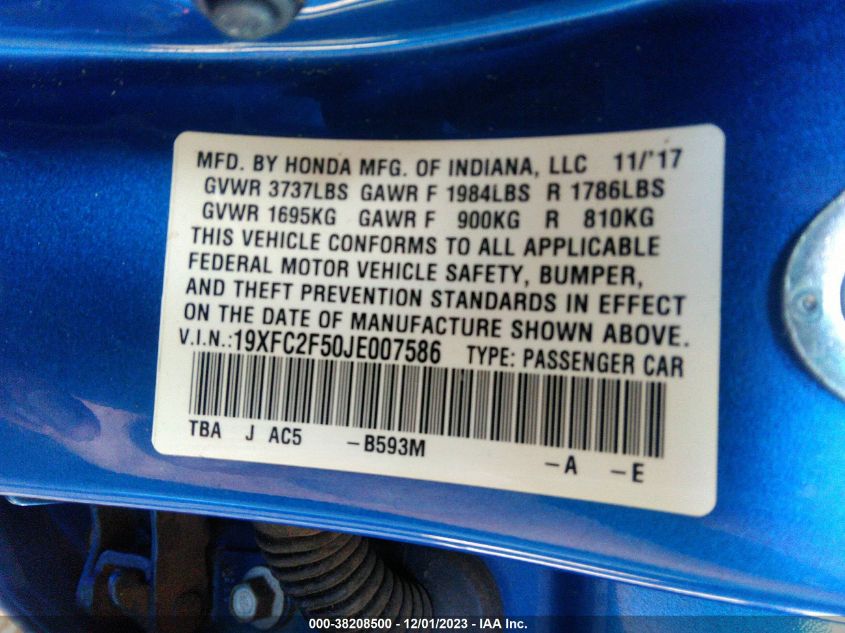 MFD. BY HONDA MFG. OF INDIANA, LLC 11/'17
GVWR 3737LBS GAWR F 1984LBS R 1786LBS
GVWR 1695KG GAWR F 900KG R 810KG
THIS VEHICLE CONFORMS TO ALL APPLICABLE
FEDERAL MOTOR VEHICLE SAFETY, BUMPER,
AND THEFT PREVENTION STANDARDS IN EFFECT
ON THE DATE OF MANUFACTURE SHOWN ABOVE.
V.I.N.:19XFC2F50JE007586 TYPE: PASSENGER CAR
TBA J AC5 -B593M
-A -E
000-38208500 - 12/01/2023 - IAA Inc.